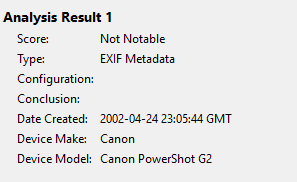 Analysis Result 1
Score: Not Notable
Type: EXIF Metadata
Configuration:
Conclusion:
Date Created: 2002-04-24 23:05:44 GMT
Device Make: Canon
Device Model: Canon PowerShot G2